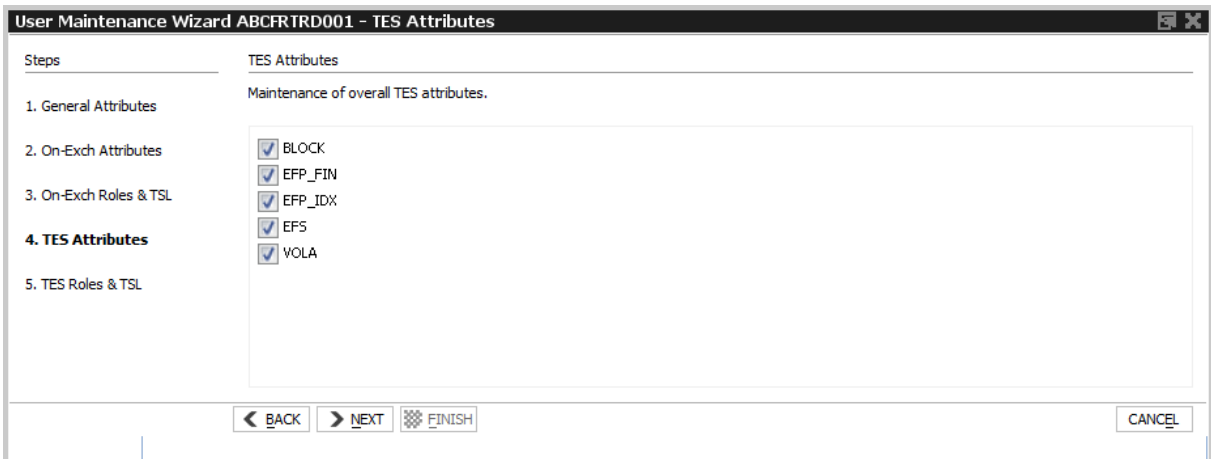 User Maintenance Wizard ABCFRTRD001 - TES Attributes
Steps
TES Attributes
Maintenance of overall TES attributes.
1. General Attributes
2. On-Exch Attributes
3. On-Exch Roles & TSL
4. TES Attributes
5. TES Roles & TSL
BLOCK
EFP_FIN
EFP_IDX
EFS
VOLA
BACK NEXT FINISH CANCEL